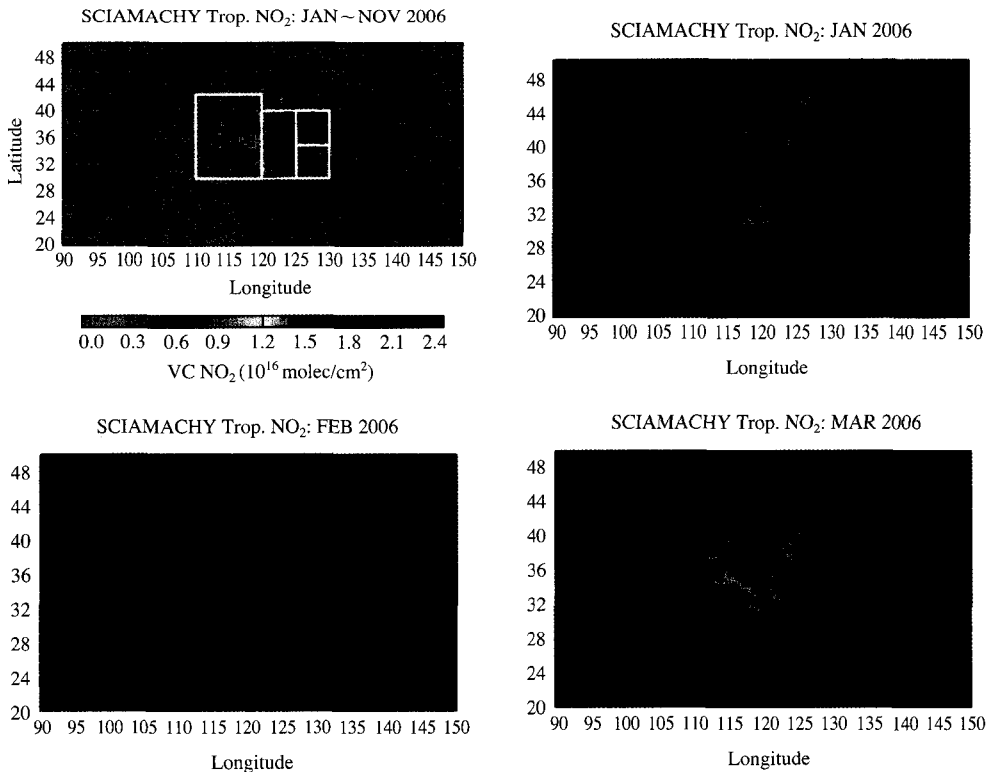 SCIAMACHY Trop. NO₂: JAN~NOV 2006
48
44
40
36
32
28
24
20
Latitude
90 95 100 105 110 115 120 125 130 135 140 145 150
Longitude
0.0 0.3 0.6 0.9 1.2 1.5 1.8 2.1 2.4
VC NO₂ (10¹⁶ molec/cm²)
SCIAMACHY Trop. NO₂: JAN 2006
48
44
40
36
32
28
24
20
90 95 100 105 110 115 120 125 130 135 140 145 150
Longitude
SCIAMACHY Trop. NO₂: FEB 2006
48
44
40
36
32
28
24
20
90 95 100 105 110 115 120 125 130 135 140 145 150
Longitude
SCIAMACHY Trop. NO₂: MAR 2006
48
44
40
36
32
28
24
20
90 95 100 105 110 115 120 125 130 135 140 145 150
Longitude